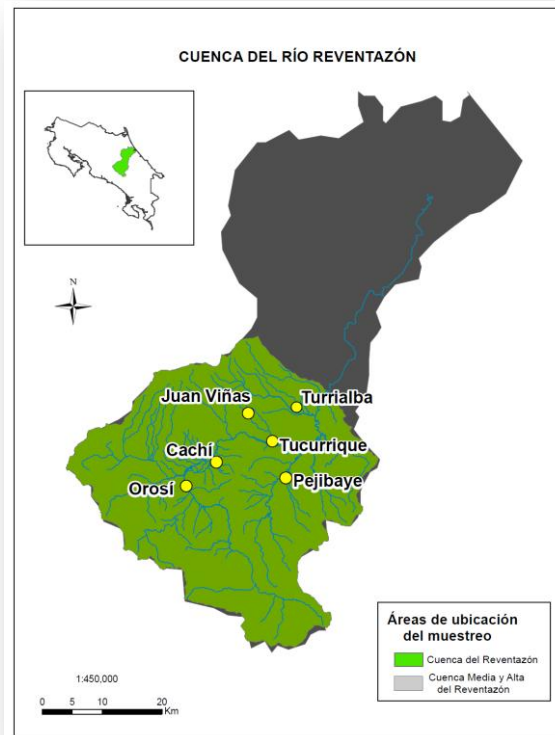 CUENCA DEL RÍO REVENTAZÓN
N
Juan Viñas
Turrialba
Tucurrique
Cachí
Pejibaye
Orosí
Áreas de ubicación
del muestreo
Cuenca del Reventazón
Cuenca Media y Alta
del Reventazón
1:450,000
0 5 10 20
Km